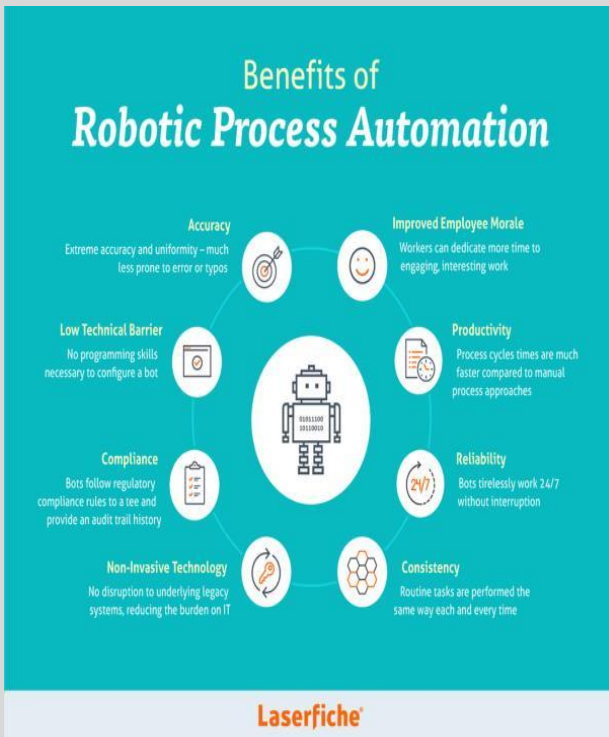 Benefits of
Robotic Process Automation
Accuracy
Extreme accuracy and uniformity – much
less prone to error or typos
Improved Employee Morale
Workers can dedicate more time to
engaging, interesting work
Low Technical Barrier
No programming skills
necessary to configure a bot
Productivity
Process cycles times are much
faster compared to manual
process approaches
01011100
10110010
Compliance
Bots follow regulatory
compliance rules to a tee and
provide an audit trail history
24/7
Reliability
Bots tirelessly work 24/7
without interruption
Non-Invasive Technology
No disruption to underlying legacy
systems, reducing the burden on IT
Consistency
Routine tasks are performed the
same way each and every time
Laserfiche®